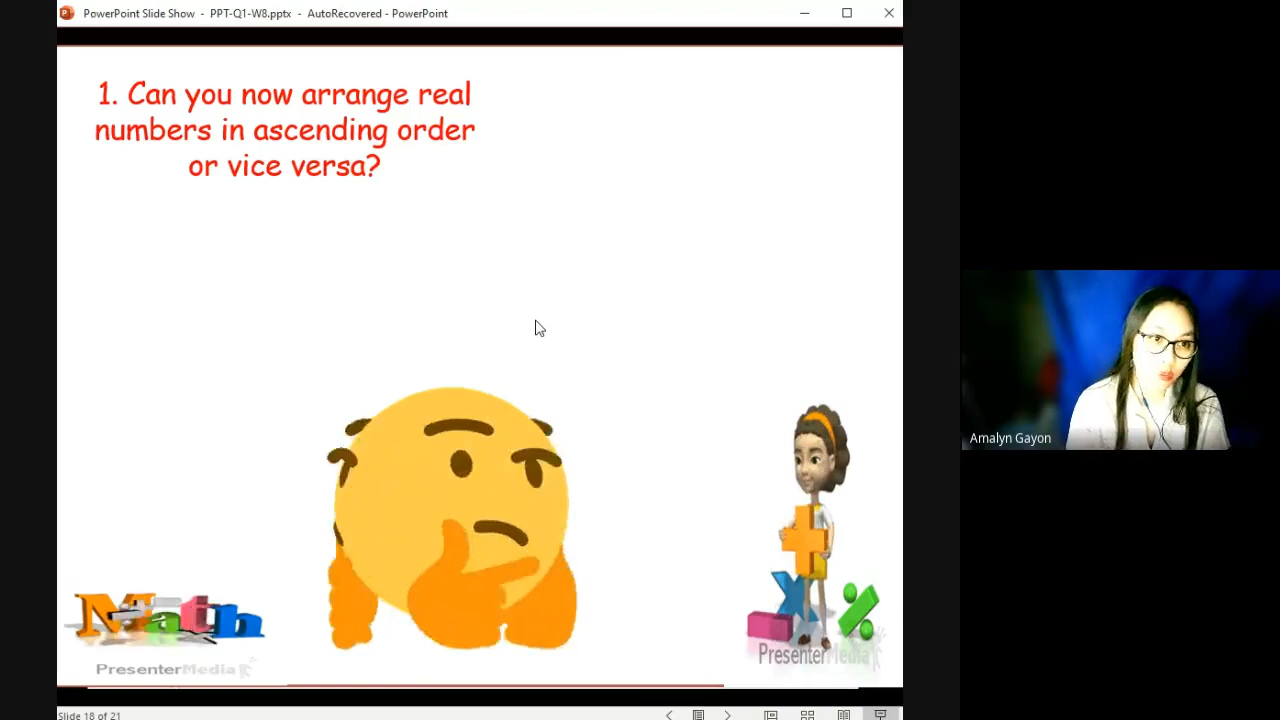 PowerPoint Slide Show - PPT-Q1-W8.pptx - AutoRecovered - PowerPoint
1. Can you now arrange real
numbers in ascending order
or vice versa?
Amalyn Gayon
Math
PresenterMedia
PresenterMedia
Slide 18 of 21